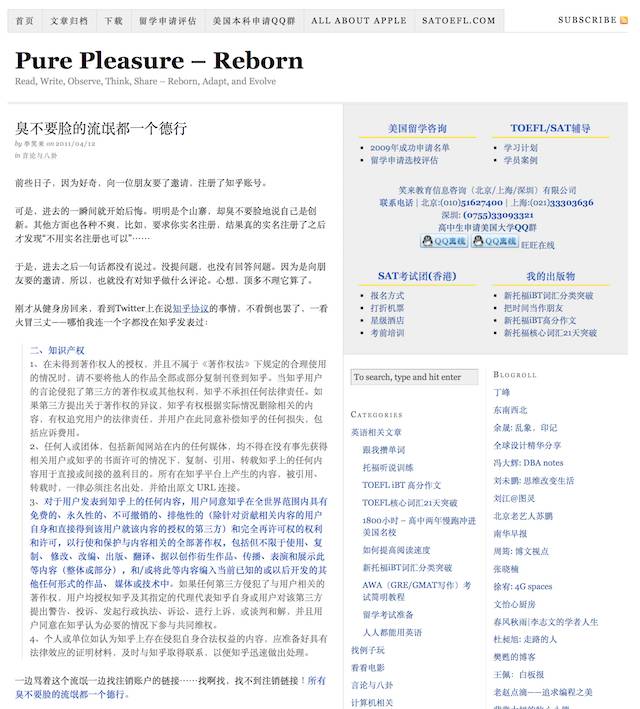 首页 文章归档 下载 留学申请评估 美国本科申请QQ群 ALL ABOUT APPLE SATOEFL.COM SUBSCRIBE
Pure Pleasure – Reborn
Read, Write, Observe, Think, Share – Reborn, Adapt, and Evolve
臭不要脸的流氓都一个德行
by 李笑来 on 2011/04/12
in 言论与八卦
前些日子，因为好奇，向一位朋友要了邀请，注册了知乎账号。
可是，进去的一瞬间就开始后悔。明明是个山寨，却臭不要脸地说自己是创
新。其他方面也各种不爽，比如，要求你实名注册，结果真的实名注册了之后
才发现“不用实名注册也可以”……
于是，进去之后一句话都没有说过。没提问题，也没有回答问题。因为是向朋
友要的邀请，所以，也就没有对知乎做什么评论。心想，顶多不理它算了。
刚才从健身房回来，看到Twitter上在说知乎协议的事情，不看倒也罢了，一看
火冒三丈——哪怕我连一个字都没在知乎发表过：
二、知识产权
1、在未得到著作权人的授权，并且不属于《著作权法》下规定的合理使用
的情况时，请不要将他人的作品全部或部分复制刊登到知乎。当知乎用户
的言论侵犯了第三方的著作权或其他权利，知乎不承担任何法律责任。如
果第三方提出关于著作权的异议，知乎有权根据实际情况删除相关的内
容，有权追究用户的法律责任，并用户在此同意补偿知乎的任何损失，包
括应诉费用。
2、任何人或团体，包括新闻网站在内的任何媒体，均不得在没有事先获得
相关用户或知乎的书面许可的情况下，复制、引用、转载知乎上的任何内
容用于直接或间接的盈利目的。所有在知乎平台上产生的内容，被引用、
转载时，一律必须注名出处，并给出原文 URL 连接。
3、对于用户发表到知乎上的任何内容，用户同意知乎在全世界范围内具有
免费的、永久性的、不可撤销的、排他性的（除针对贡献相关内容的用户
自身和直接得到该用户就该内容的授权的第三方）和完全再许可权的权利
和许可，以行使和保护与内容相关的全部著作权，包括但不限于使用、复
制、 修改、改编、出版、翻译、据以创作衍生作品、传播、表演和展示此
等内容（整体或部分），和/或将此等内容编入当前已知的或以后开发的其
他任何形式的作品、 媒体或技术中。如果任何第三方侵犯了与用户相关的
著作权，用户均授权知乎及其指定的代理代表知乎自身或用户对该第三方
提出警告、投诉、发起行政执法、诉讼、进行上诉，或谈判和解，并且用
户同意在知乎认为必要的情况下参与共同维权。
4、个人或单位如认为知乎上存在侵犯自身合法权益的内容，应准备好具有
法律效应的证明材料，及时与知乎取得联系，以便知乎迅速做出处理。
一边骂着这个流氓一边找注销账户的链接……找啊找，找不到注销链接！所有
臭不要脸的流氓都一个德行。
美国留学咨询
2009年成功申请名单
留学申请选校评估
TOEFL/SAT辅导
学习计划
学员案例
笑来教育信息咨询（北京/上海/深圳）有限公司
联系电话 | 北京:(010)51627400 | 上海:(021)33303636
深圳: (0755)33093321
高中生申请美国大学QQ群
QQ离线 QQ离线 旺旺在线
SAT考试团(香港)
报名方式
打折机票
星级酒店
考前培训
我的出版物
新托福iBT词汇分类突破
把时间当作朋友
新托福iBT高分作文
新托福核心词汇21天突破
To search, type and hit enter
CATEGORIES
英语相关文章
跟我攒单词
托福听说训练
TOEFL iBT 高分作文
TOEFL核心词汇21天突破
1800小时 – 高中两年慢跑冲进
美国名校
如何提高阅读速度
新托福iBT词汇分类突破
AWA（GRE/GMAT写作）考
试简明教程
留学考试准备
人人都能用英语
找例子玩
看看电影
言论与八卦
计算机相关
BLOGROLL
丁峰
东南西北
余晟: 乱象，印记
全球设计精华分享
冯大辉: DBA notes
刘未鹏: 思维改变生活
刘江@图灵
北京老艺人苏鹏
南华早报
周筠: 博文视点
张晓楠
徐宥: 4G spaces
文怡心厨房
春风秋雨|李志文的学者人生
杜昶旭: 走路的人
樊甦的博客
王佩：白板报
老赵点滴——追求编程之美